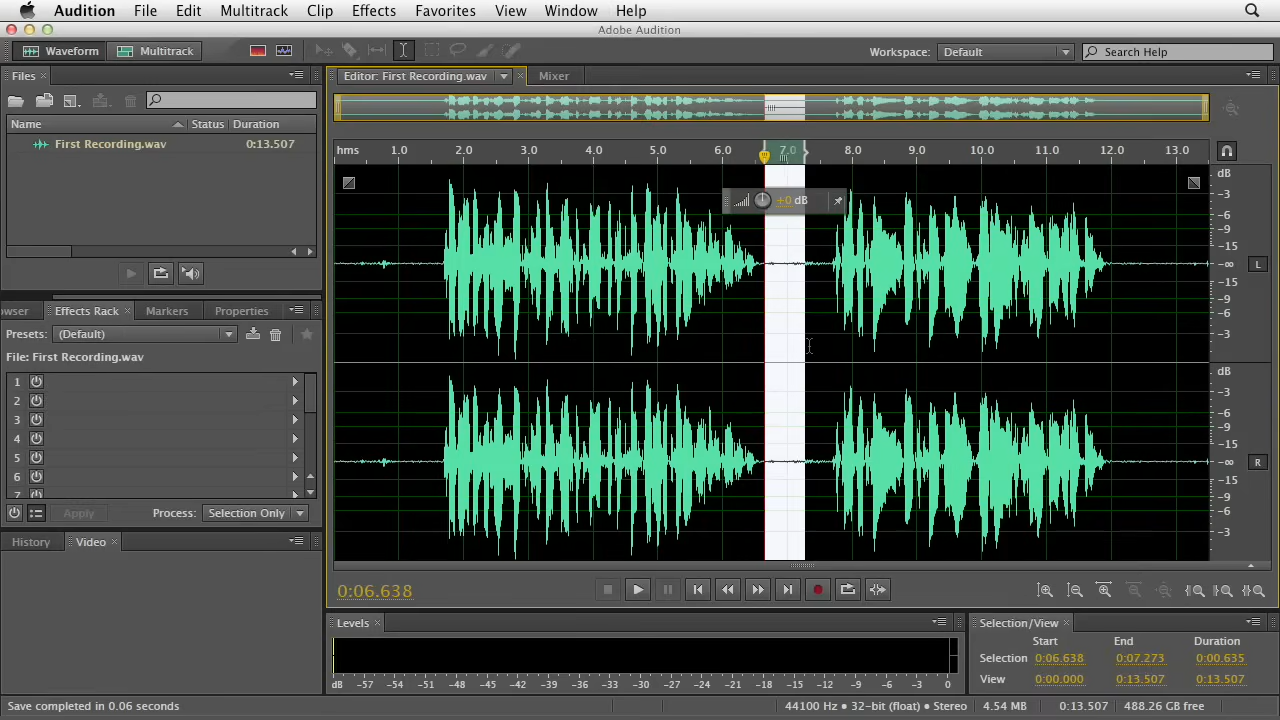 Audition File Edit Multitrack Clip Effects Favorites View Window Help
Adobe Audition
Waveform Multitrack Workspace: Default Search Help
Files Editor: First Recording.wav Mixer
Name Status Duration
First Recording.wav 0:13.507
hms 1.0 2.0 3.0 4.0 5.0 6.0 7.0 8.0 9.0 10.0 11.0 12.0 13.0
dB
-3
-6
-9
-15
-∞
-15
-9
-6
-3
L
+0 dB
dB
-3
-6
-9
-15
-∞
-15
-9
-6
-3
R
owser Effects Rack Markers Properties
Presets: (Default)
File: First Recording.wav
1
2
3
4
5
6
7
Apply Process: Selection Only
History Video
0:06.638
Levels
dB -57 -54 -51 -48 -45 -42 -39 -36 -33 -30 -27 -24 -21 -18 -15 -12 -9 -6 -3 0
Selection/View
Start End Duration
Selection 0:06.638 0:07.273 0:00.635
View 0:00.000 0:13.507 0:13.507
Save completed in 0.06 seconds 44100 Hz • 32-bit (float) • Stereo 4.54 MB 0:13.507 488.26 GB free